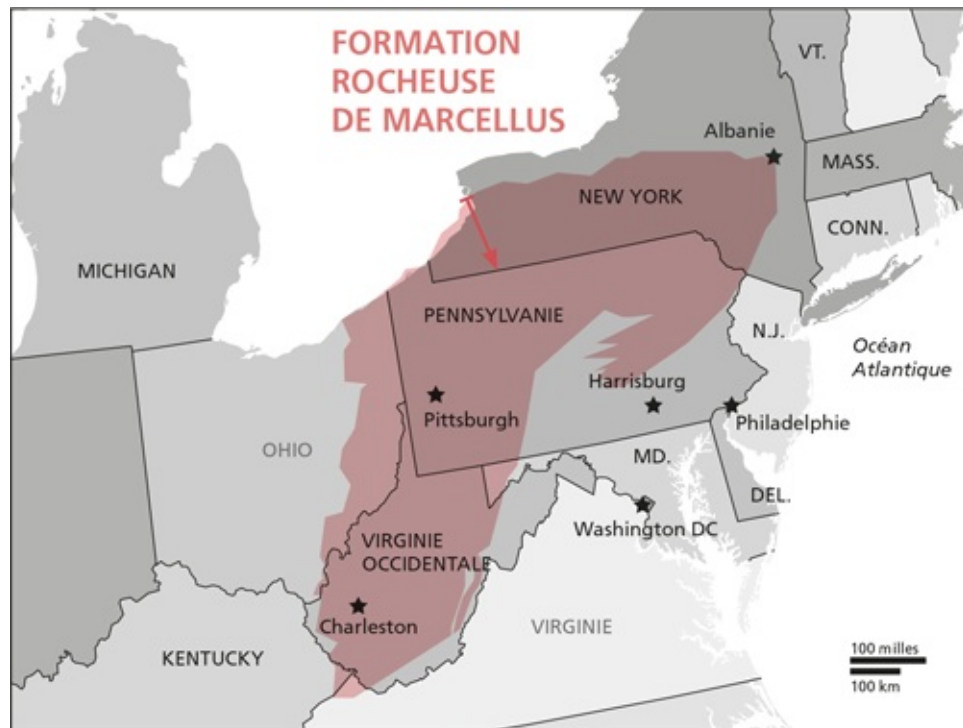 FORMATION
ROCHEUSE
DE MARCELLUS
VT.
Albanie
MASS.
NEW YORK
CONN.
MICHIGAN
PENNSYLVANIE
N.J.
Océan
Atlantique
Harrisburg
Pittsburgh
Philadelphie
OHIO
MD.
DEL.
Washington DC
VIRGINIE
OCCIDENTALE
Charleston
VIRGINIE
KENTUCKY
100 milles
100 km